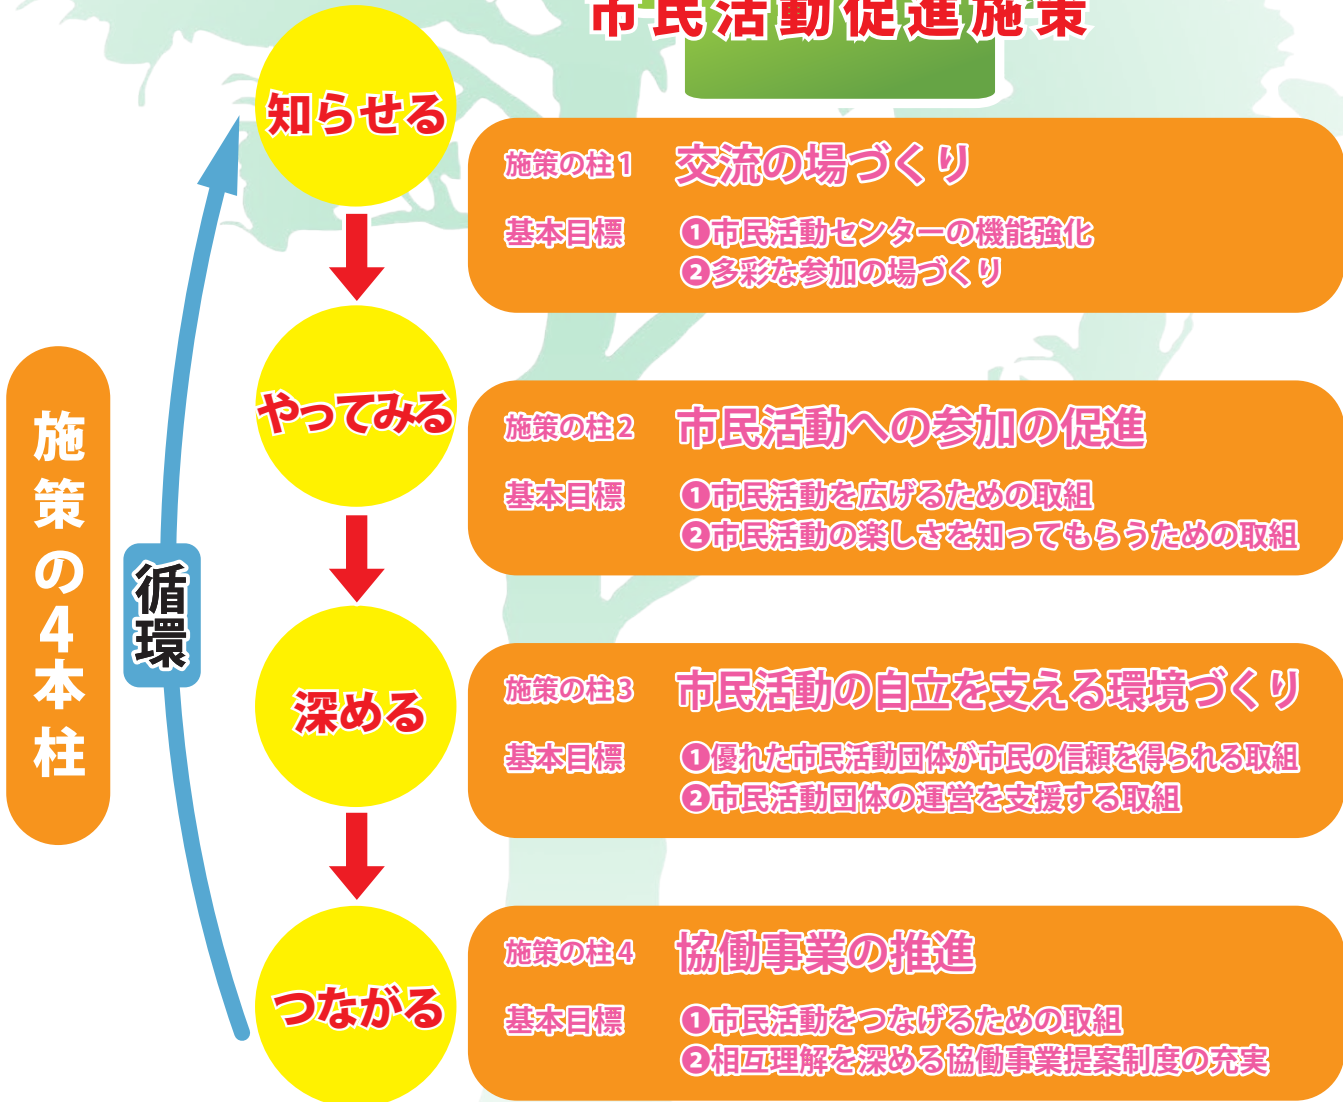 市民活動促進施策
知らせる
施策の柱1 交流の場づくり
基本目標 ❶市民活動センターの機能強化
❷多彩な参加の場づくり
やってみる
施策の柱2 市民活動への参加の促進
基本目標 ❶市民活動を広げるための取組
❷市民活動の楽しさを知ってもらうための取組
施策の4本柱
循環
深める
施策の柱3 市民活動の自立を支える環境づくり
基本目標 ❶優れた市民活動団体が市民の信頼を得られる取組
❷市民活動団体の運営を支援する取組
つながる
施策の柱4 協働事業の推進
基本目標 ❶市民活動をつなげるための取組
❷相互理解を深める協働事業提案制度の充実